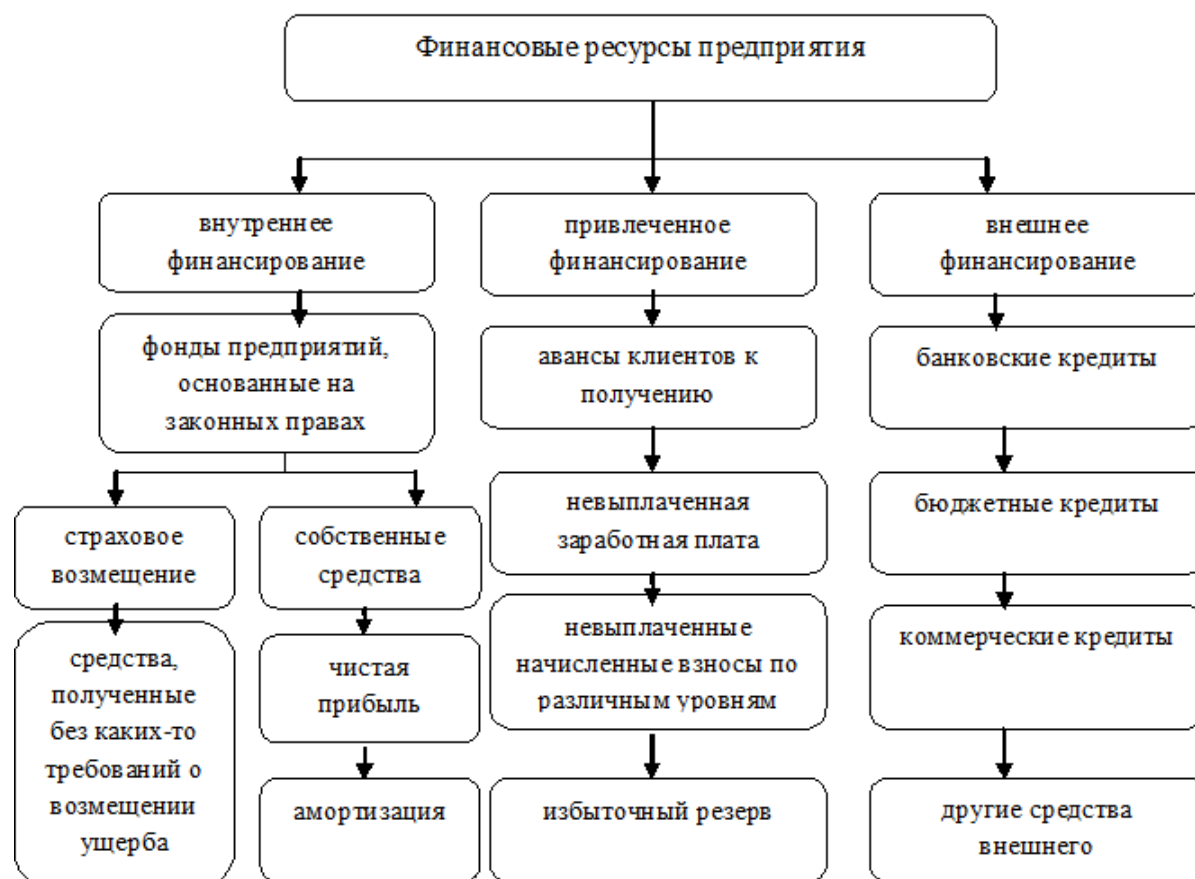 Финансовые ресурсы предприятия
внутреннее
финансирование
привлеченное
финансирование
внешнее
финансирование
фонды предприятий,
основанные на
законных правах
авансы клиентов к
получению
банковские кредиты
страховое
возмещение
собственные
средства
невыплаченная
заработная плата
бюджетные кредиты
средства,
полученные
без каких-то
требований о
возмещении
ущерба
чистая
прибыль
невыплаченные
начисленные взносы по
различным уровням
коммерческие кредиты
амортизация
избыточный резерв
другие средства
внешнего